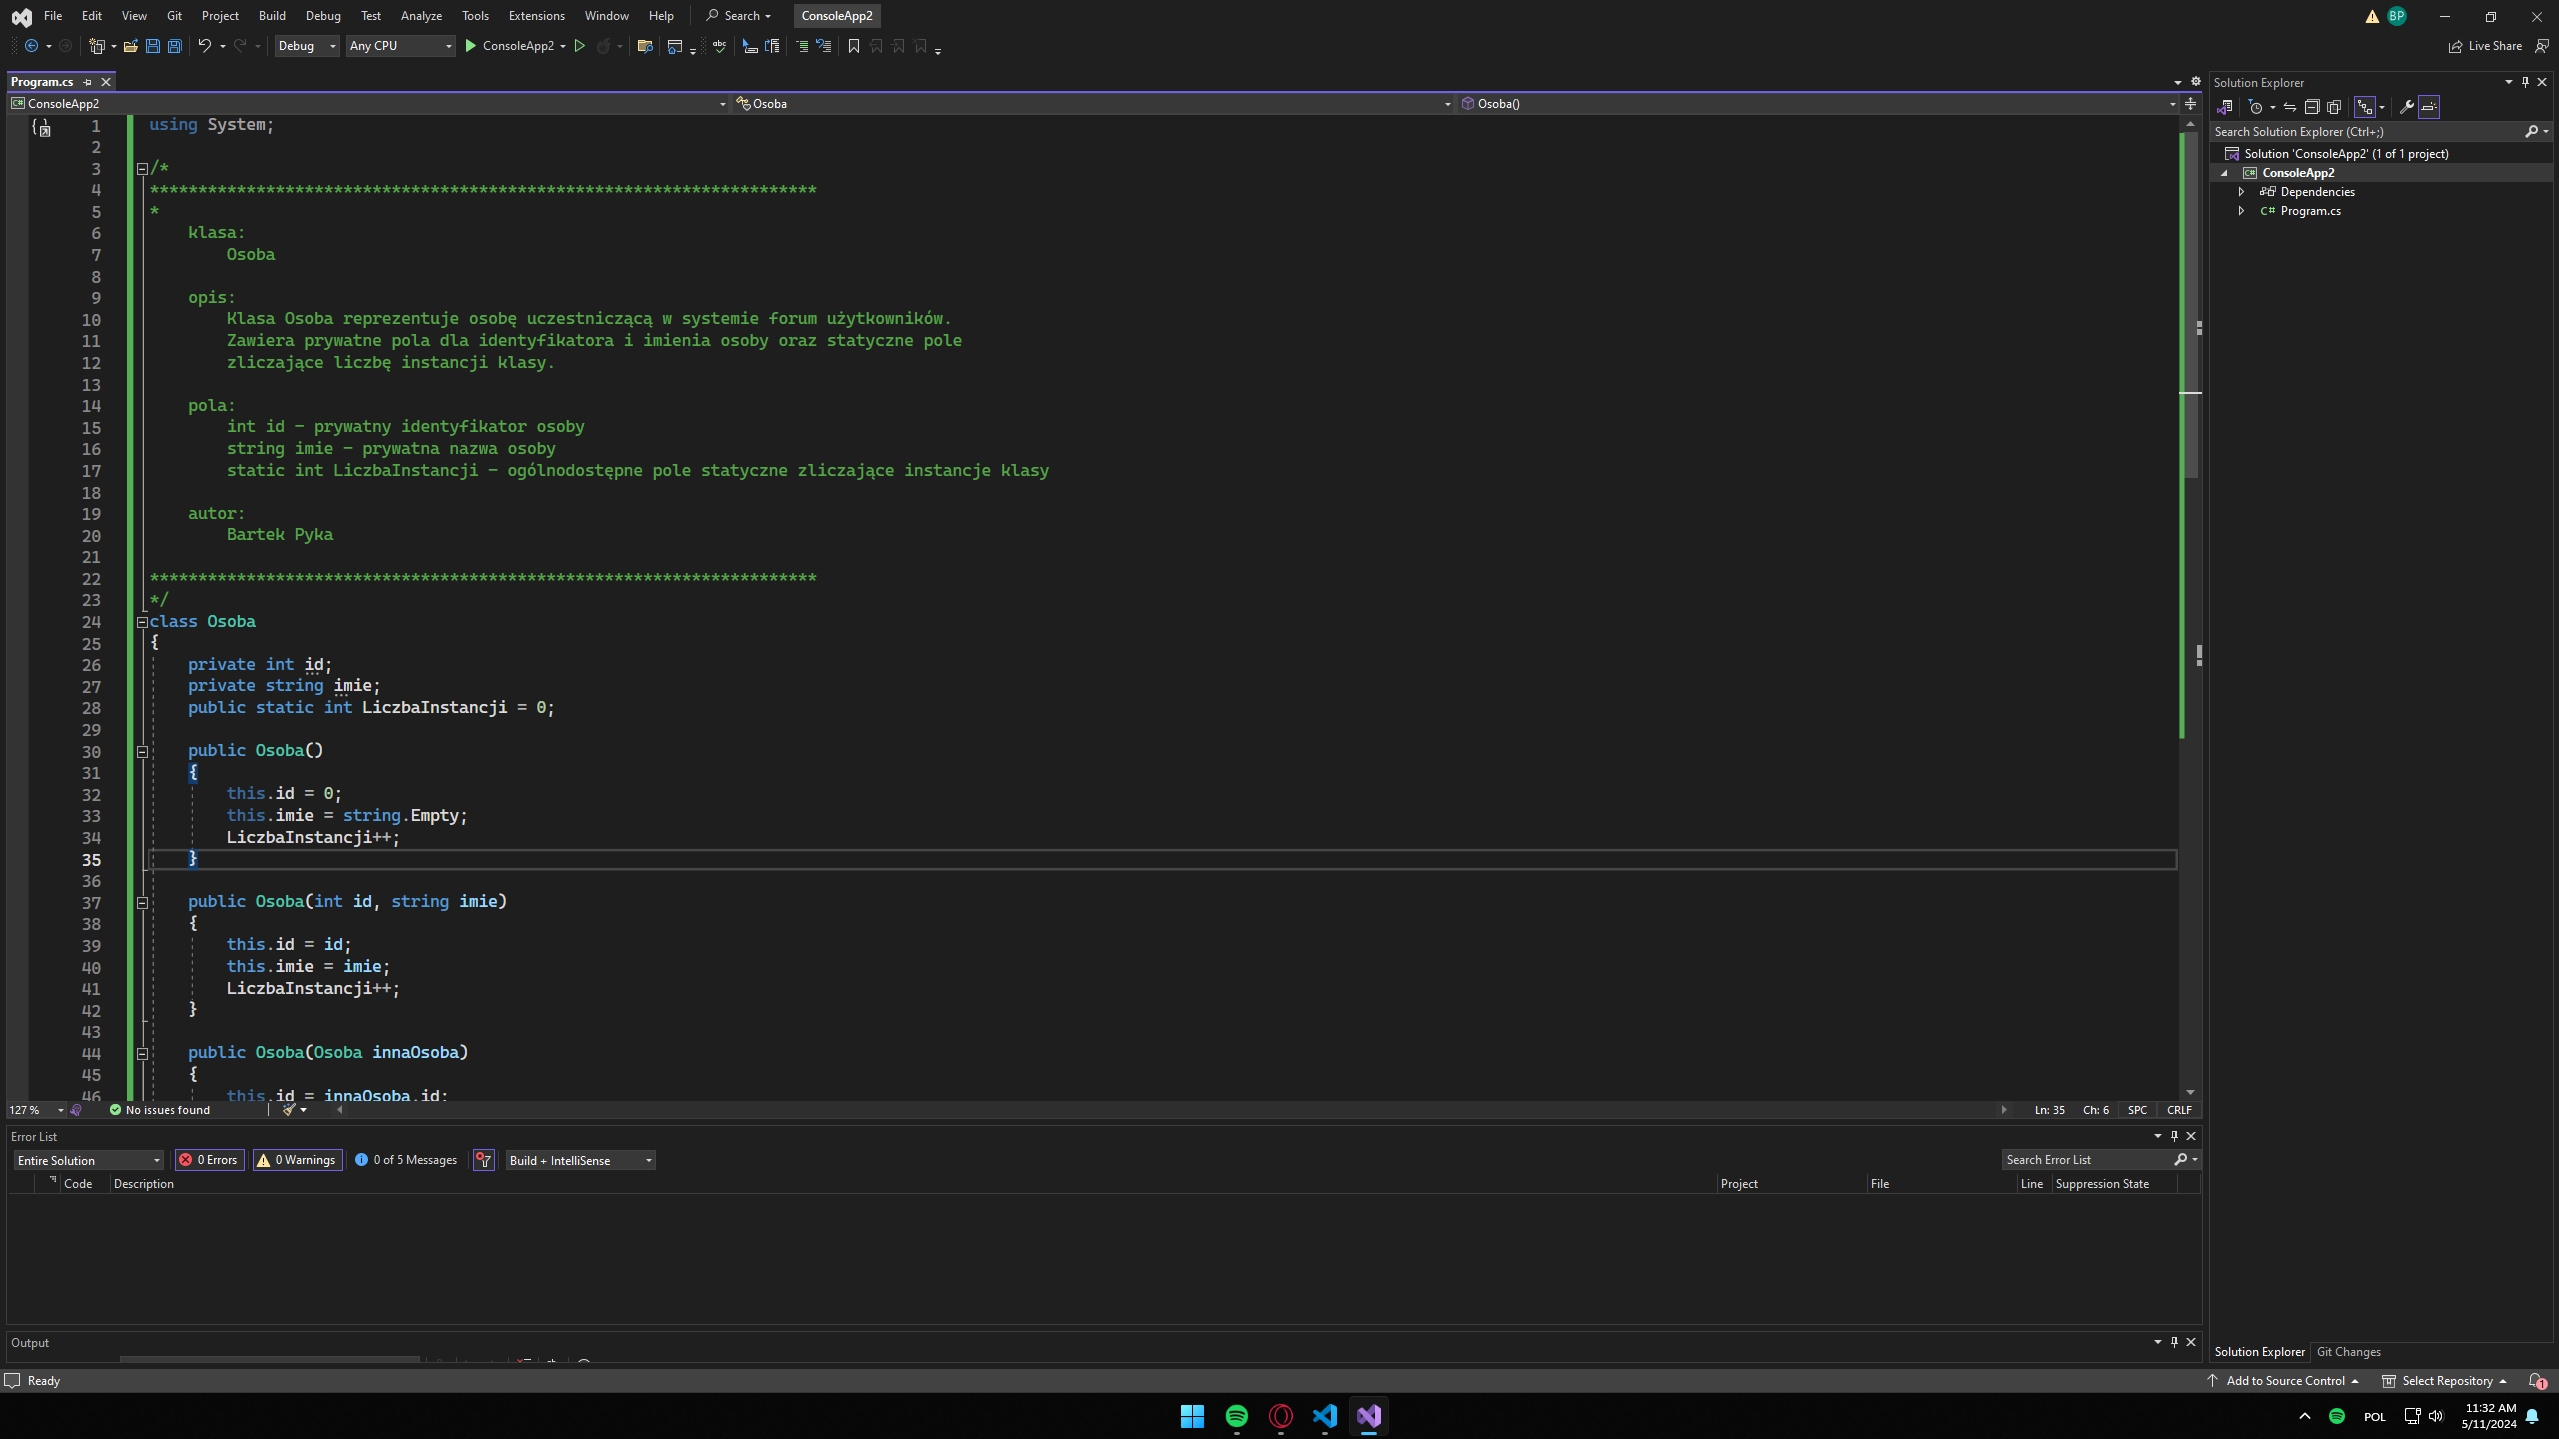 File Edit View Git Project Build Debug Test Analyze Tools Extensions Window Help Search ConsoleApp2 BP
Debug Any CPU ConsoleApp2 Live Share
Program.cs
ConsoleApp2 Osoba Osoba()
1 using System;
2
3 /*
4 *********************************************************************
5 *
6 klasa:
7 Osoba
8
9 opis:
10 Klasa Osoba reprezentuje osobę uczestniczącą w systemie forum użytkowników.
11 Zawiera prywatne pola dla identyfikatora i imienia osoby oraz statyczne pole
12 zliczające liczbę instancji klasy.
13
14 pola:
15 int id - prywatny identyfikator osoby
16 string imie - prywatna nazwa osoby
17 static int LiczbaInstancji - ogólnodostępne pole statyczne zliczające instancje klasy
18
19 autor:
20 Bartek Pyka
21
22 *********************************************************************
23 */
24 class Osoba
25 {
26 private int id;
27 private string imie;
28 public static int LiczbaInstancji = 0;
29
30 public Osoba()
31 {
32 this.id = 0;
33 this.imie = string.Empty;
34 LiczbaInstancji++;
35 }
36
37 public Osoba(int id, string imie)
38 {
39 this.id = id;
40 this.imie = imie;
41 LiczbaInstancji++;
42 }
43
44 public Osoba(Osoba innaOsoba)
45 {
46 this.id = innaOsoba.id;
127 % No issues found Ln: 35 Ch: 6 SPC CRLF
Error List
Entire Solution 0 Errors 0 Warnings 0 of 5 Messages Build + IntelliSense Search Error List
Code Description Project File Line Suppression State
Output
Solution Explorer
Search Solution Explorer (Ctrl+;)
Solution 'ConsoleApp2' (1 of 1 project)
ConsoleApp2
Dependencies
C# Program.cs
Solution Explorer Git Changes
Ready Add to Source Control Select Repository 1
POL 11:32 AM
5/11/2024